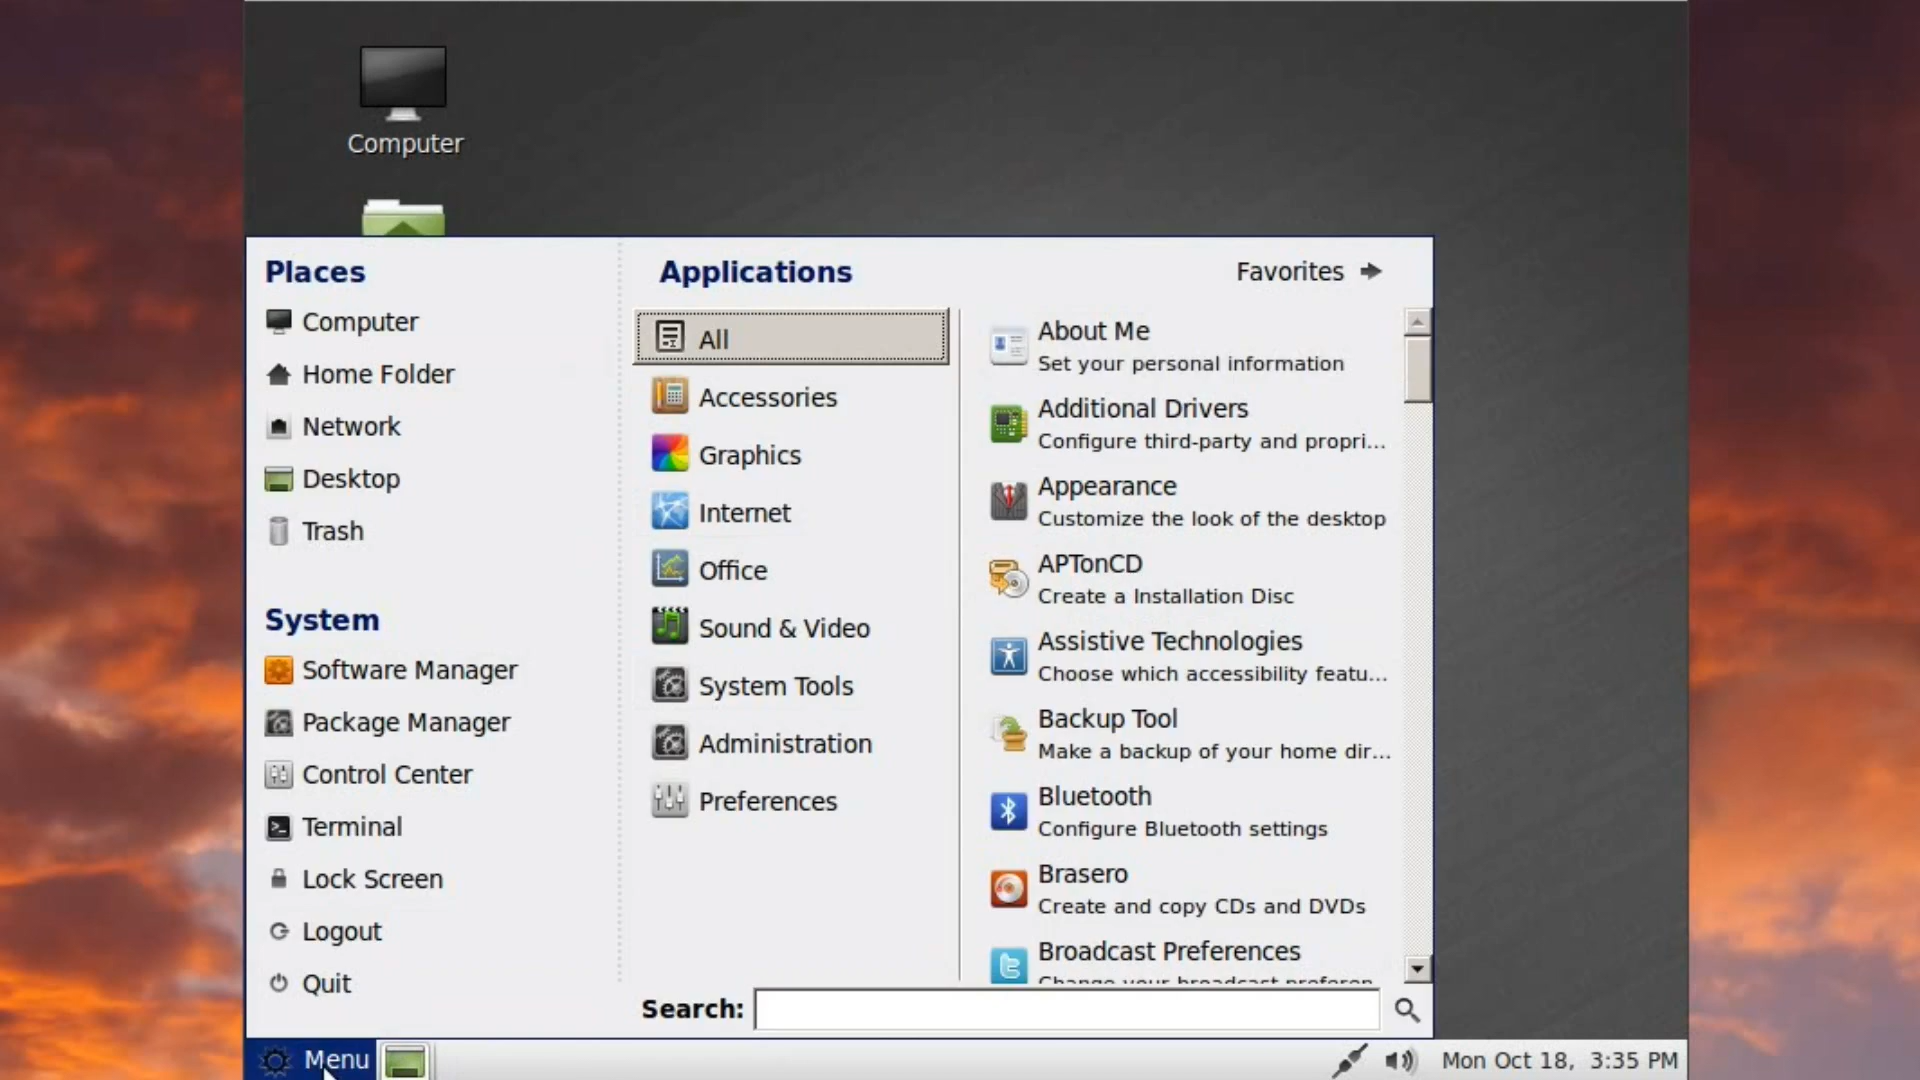 Computer
Places
Computer
Home Folder
Network
Desktop
Trash
System
Software Manager
Package Manager
Control Center
Terminal
Lock Screen
Logout
Quit
Applications
Favorites
All
Accessories
Graphics
Internet
Office
Sound & Video
System Tools
Administration
Preferences
About Me
Set your personal information
Additional Drivers
Configure third-party and propri...
Appearance
Customize the look of the desktop
APTonCD
Create a Installation Disc
Assistive Technologies
Choose which accessibility featu...
Backup Tool
Make a backup of your home dir...
Bluetooth
Configure Bluetooth settings
Brasero
Create and copy CDs and DVDs
Broadcast Preferences
Change your broadcast preferen...
Search:
Menu
Mon Oct 18, 3:35 PM